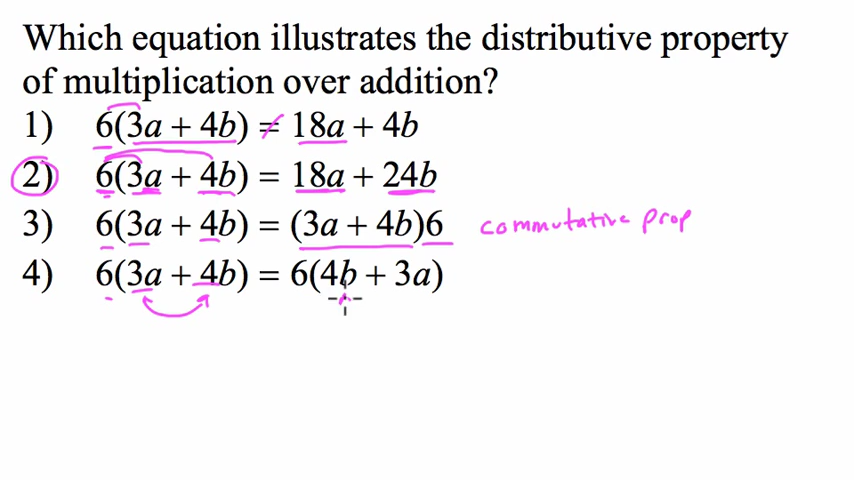 Which equation illustrates the distributive property
of multiplication over addition?
1) 6(3a + 4b) ≠ 18a + 4b
2) 6(3a + 4b) = 18a + 24b
3) 6(3a + 4b) = (3a + 4b)6 commutative prop
4) 6(3a + 4b) = 6(4b + 3a)